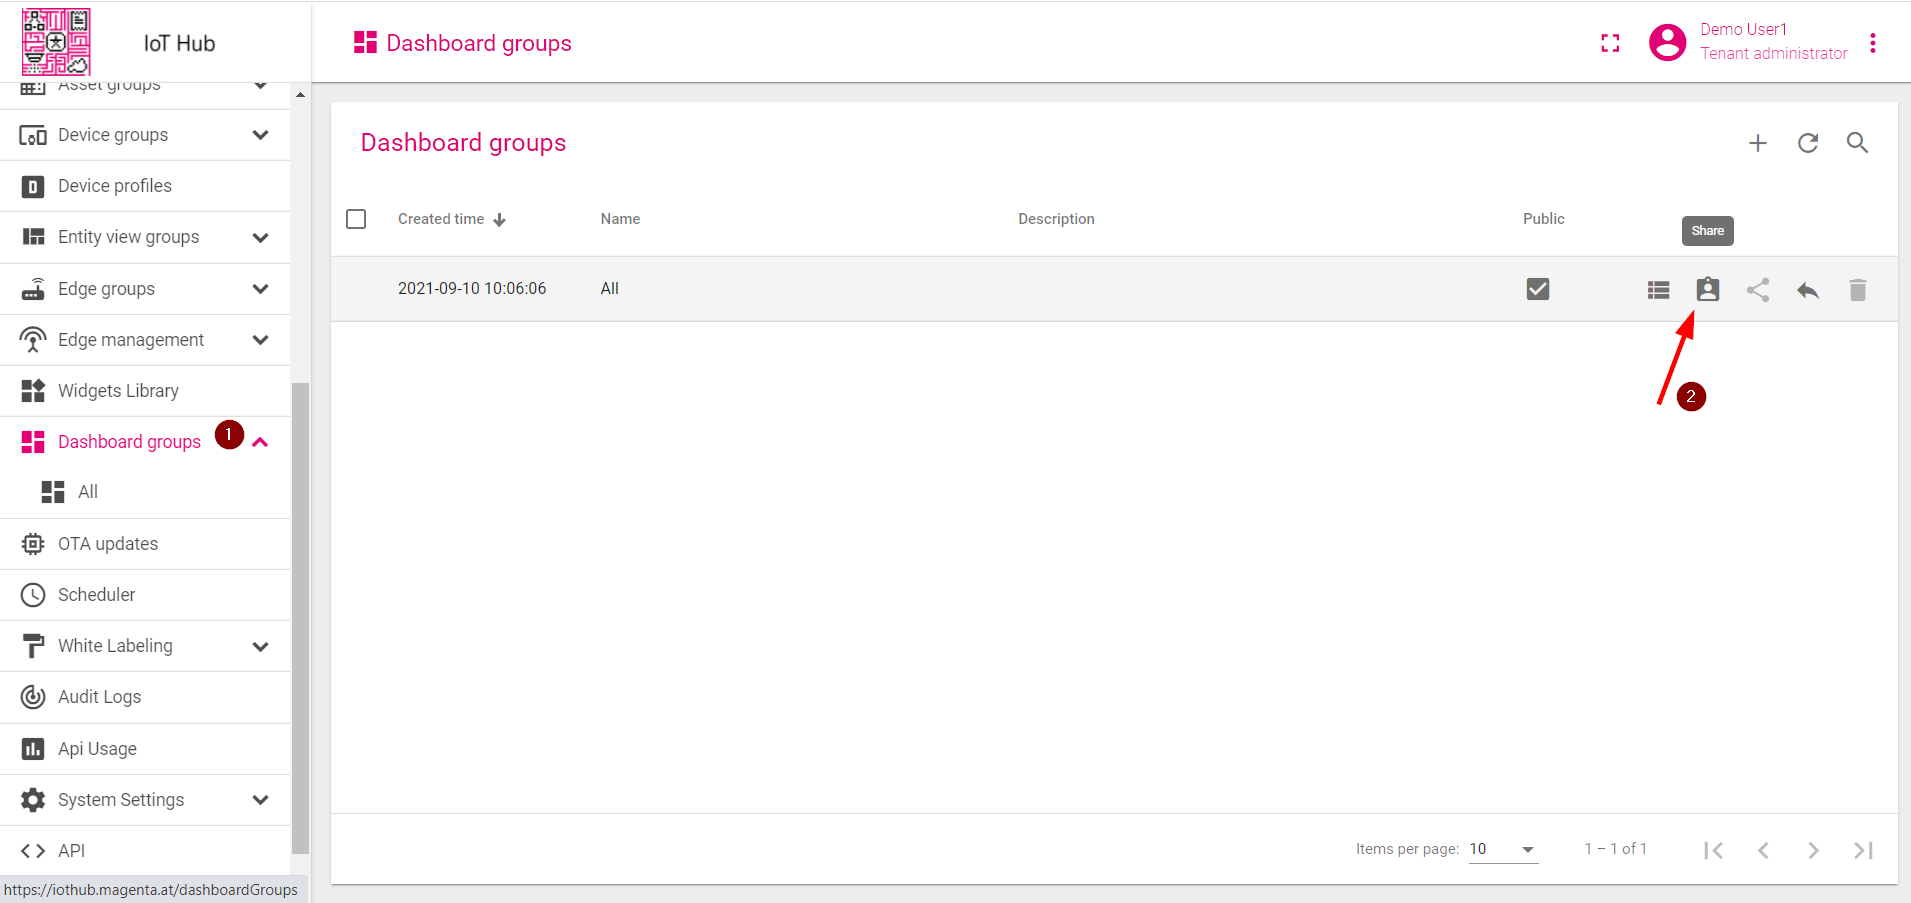 IoT Hub
Dashboard groups
Demo User1
Tenant administrator
Asset groups
Device groups
D
Device profiles
Entity view groups
Edge groups
Edge management
Widgets Library
Dashboard groups
1
All
OTA updates
Scheduler
White Labeling
Audit Logs
Api Usage
System Settings
API
https://iothub.magenta.at/dashboardGroups
Dashboard groups
Created time
Name
Description
Public
Share
2021-09-10 10:06:06
All
2
Items per page: 10
1 – 1 of 1